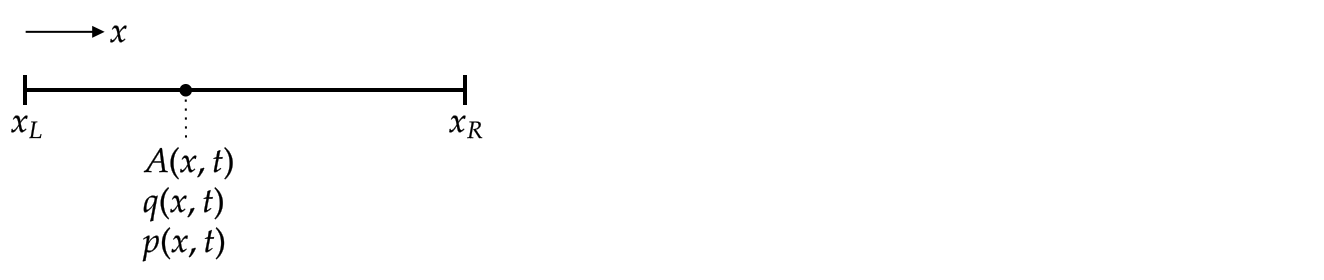 x
x_L x_R
A(x, t)
q(x, t)
p(x, t)